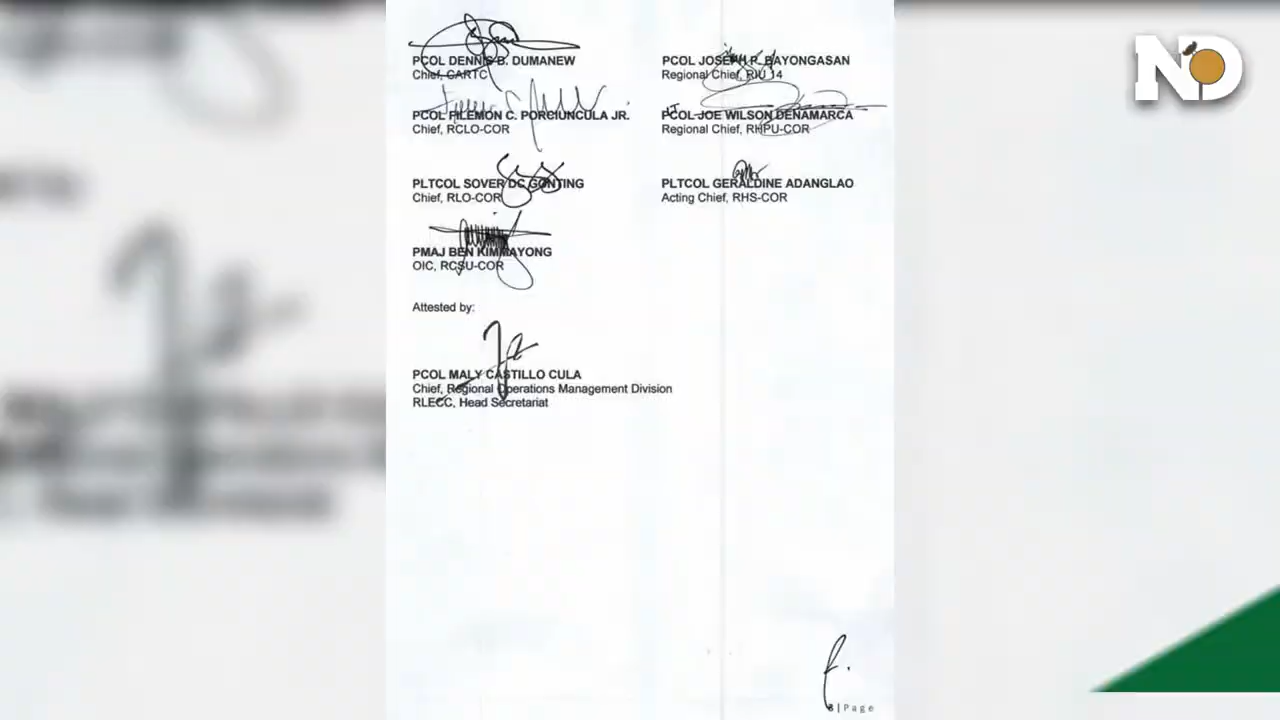 PCOL DENNIS B. DUMANEW
Chief, CARTC
PCOL FILEMON C. PORCIUNCULA JR.
Chief, RCLO-COR
PLTCOL SOVER DC GONTING
Chief, RLO-COR
PMAJ BEN KIMMAYONG
OIC, RCSU-COR
PCOL JOSEPH P. BAYONGASAN
Regional Chief, RIU 14
PCOL JOE WILSON DENAMARCA
Regional Chief, RHPU-COR
PLTCOL GERALDINE ADANGLAO
Acting Chief, RHS-COR
Attested by:
PCOL MALY CASTILLO CULA
Chief, Regional Operations Management Division
RLECC, Head Secretariat
8 | Page
ND